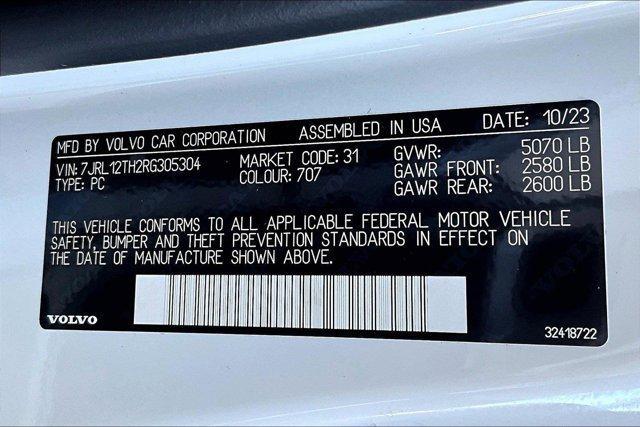 MFD BY VOLVO CAR CORPORATION ASSEMBLED IN USA DATE: 10/23
VIN: 7JRL12TH2RG305304 MARKET CODE: 31 GVWR: 5070 LB
TYPE: PC COLOUR: 707 GAWR FRONT: 2580 LB
GAWR REAR: 2600 LB
THIS VEHICLE CONFORMS TO ALL APPLICABLE FEDERAL MOTOR VEHICLE
SAFETY, BUMPER AND THEFT PREVENTION STANDARDS IN EFFECT ON
THE DATE OF MANUFACTURE SHOWN ABOVE.
VOLVO 32418722